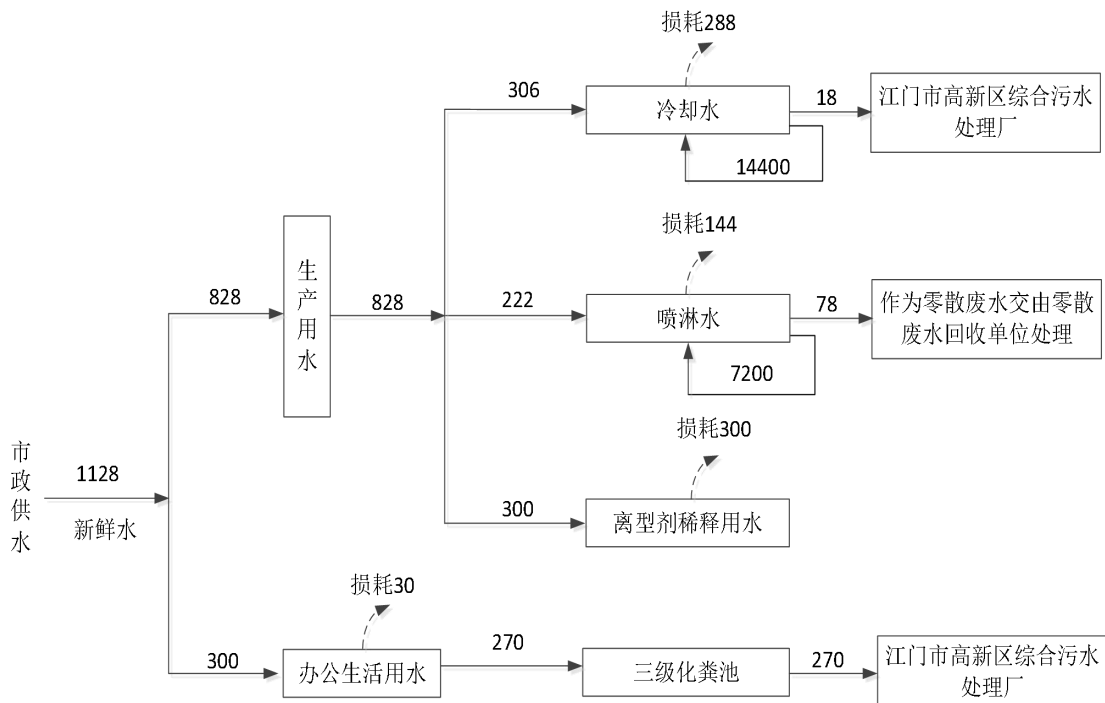 损耗288
306
冷却水
18
江门市高新区综合污水
处理厂
14400
损耗144
生产用水
828
828
222
喷淋水
78
作为零散废水交由零散
废水回收单位处理
7200
损耗300
市政供水
1128
新鲜水
300
离型剂稀释用水
损耗30
300
办公生活用水
270
三级化粪池
270
江门市高新区综合污水
处理厂